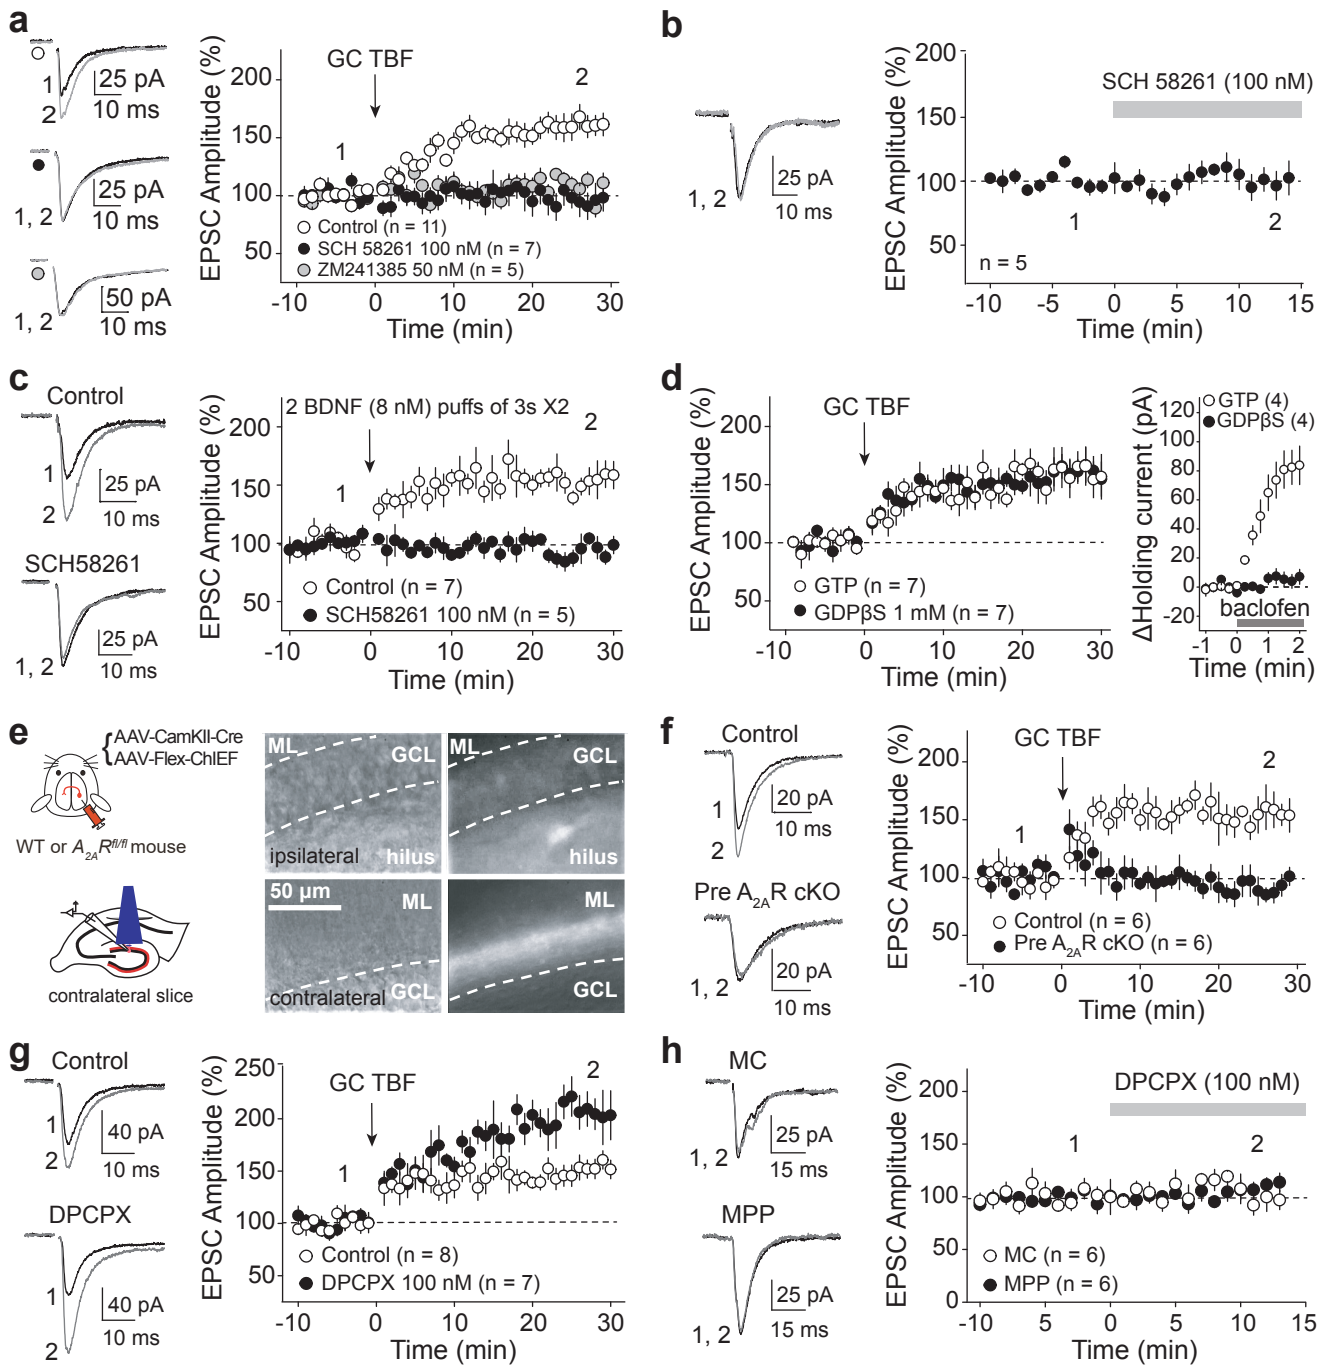 a
1
2
25 pA
10 ms
1, 2
25 pA
10 ms
1, 2
50 pA
10 ms
EPSC Amplitude (%)
200
150
100
50
GC TBF
1
2
Control (n = 11)
SCH 58261 100 nM (n = 7)
ZM241385 50 nM (n = 5)
-10 0 10 20 30
Time (min)
b
1, 2
25 pA
10 ms
EPSC Amplitude (%)
200
150
100
50
SCH 58261 (100 nM)
1
2
n = 5
-10 -5 0 5 10 15
Time (min)
c
Control
1
2
25 pA
10 ms
SCH58261
1, 2
25 pA
10 ms
EPSC Amplitude (%)
200
150
100
50
2 BDNF (8 nM) puffs of 3s X2
1
2
Control (n = 7)
SCH58261 100 nM (n = 5)
-10 0 10 20 30
Time (min)
d
EPSC Amplitude (%)
200
150
100
50
GC TBF
GTP (n = 7)
GDPβS 1 mM (n = 7)
-10 0 10 20 30
Time (min)
ΔHolding current (pA)
120
100
80
60
40
20
0
-20
GTP (4)
GDPβS (4)
baclofen
-1 0 1 2
Time (min)
e
AAV-CamKII-Cre
AAV-Flex-ChIEF
WT or A2ARfl/fl mouse
contralateral slice
ML
GCL
ipsilateral
hilus
ML
GCL
hilus
50 µm
ML
contralateral
GCL
ML
GCL
f
Control
1
2
20 pA
10 ms
Pre A2AR cKO
1, 2
20 pA
10 ms
EPSC Amplitude (%)
200
150
100
50
GC TBF
1
2
Control (n = 6)
Pre A2AR cKO (n = 6)
-10 0 10 20 30
Time (min)
g
Control
1
2
40 pA
10 ms
DPCPX
1
2
40 pA
10 ms
EPSC Amplitude (%)
250
200
150
100
50
GC TBF
1
2
Control (n = 8)
DPCPX 100 nM (n = 7)
-10 0 10 20 30
Time (min)
h
MC
1, 2
25 pA
15 ms
MPP
1, 2
25 pA
15 ms
EPSC Amplitude (%)
200
150
100
50
0
DPCPX (100 nM)
1
2
MC (n = 6)
MPP (n = 6)
-10 5 0 5 10 15
Time (min)